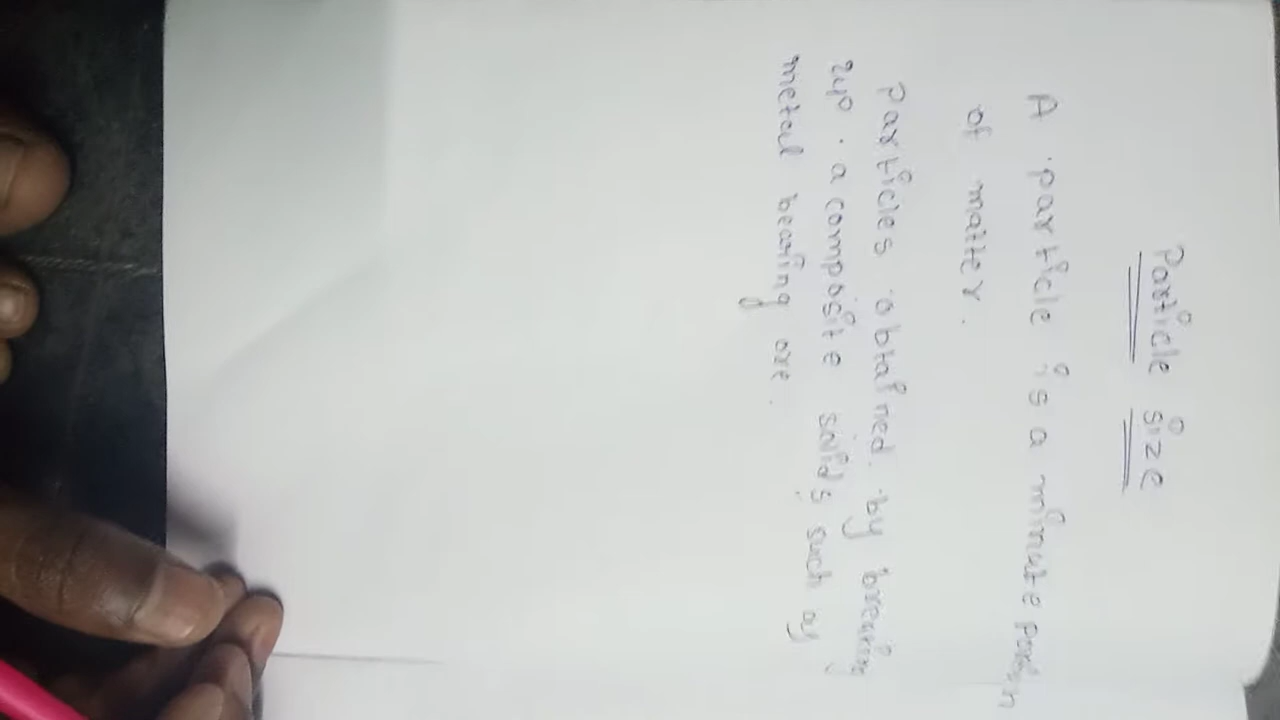 Particle size
A particle is a minute portion
of matter.
Particles obtained by breaking
up a composite solids such as
metal bearing ore.